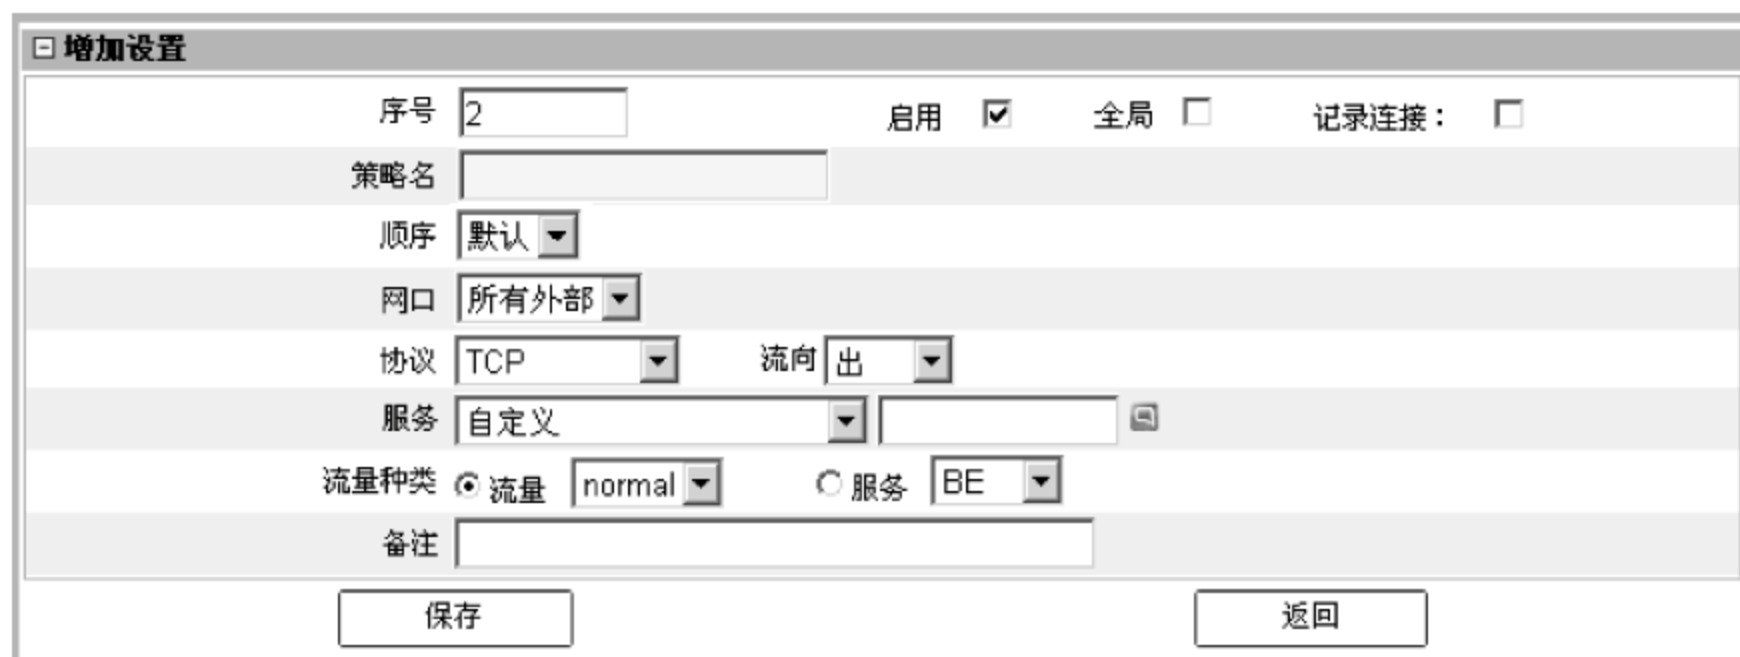 增加设置
序号 2 启用 全局 记录连接：
策略名
顺序 默认
网口 所有外部
协议 TCP 流向 出
服务 自定义
流量种类 流量 normal 服务 BE
备注
保存 返回